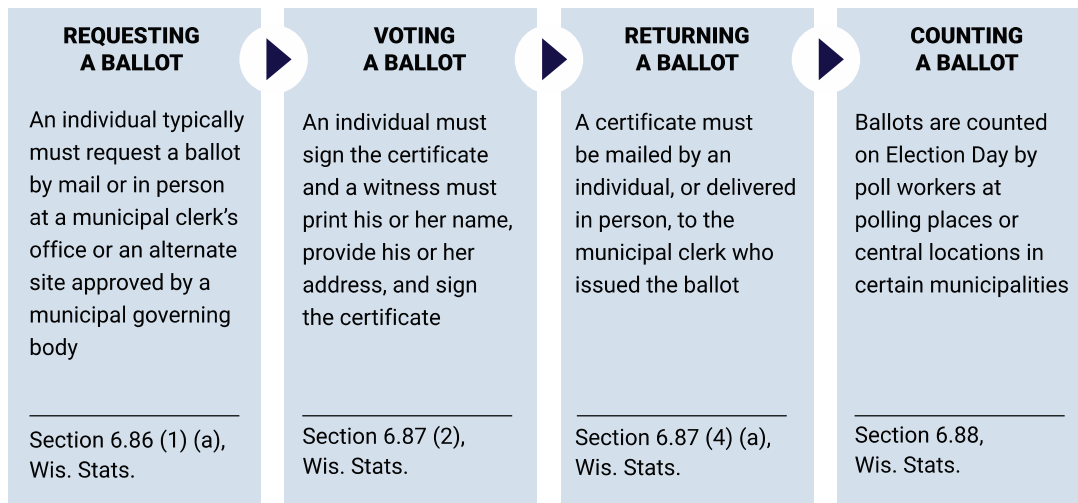 REQUESTING
A BALLOT
An individual typically
must request a ballot
by mail or in person
at a municipal clerk’s
office or an alternate
site approved by a
municipal governing
body
Section 6.86 (1) (a),
Wis. Stats.
VOTING
A BALLOT
An individual must
sign the certificate
and a witness must
print his or her name,
provide his or her
address, and sign
the certificate
Section 6.87 (2),
Wis. Stats.
RETURNING
A BALLOT
A certificate must
be mailed by an
individual, or delivered
in person, to the
municipal clerk who
issued the ballot
Section 6.87 (4) (a),
Wis. Stats.
COUNTING
A BALLOT
Ballots are counted
on Election Day by
poll workers at
polling places or
central locations in
certain municipalities
Section 6.88,
Wis. Stats.